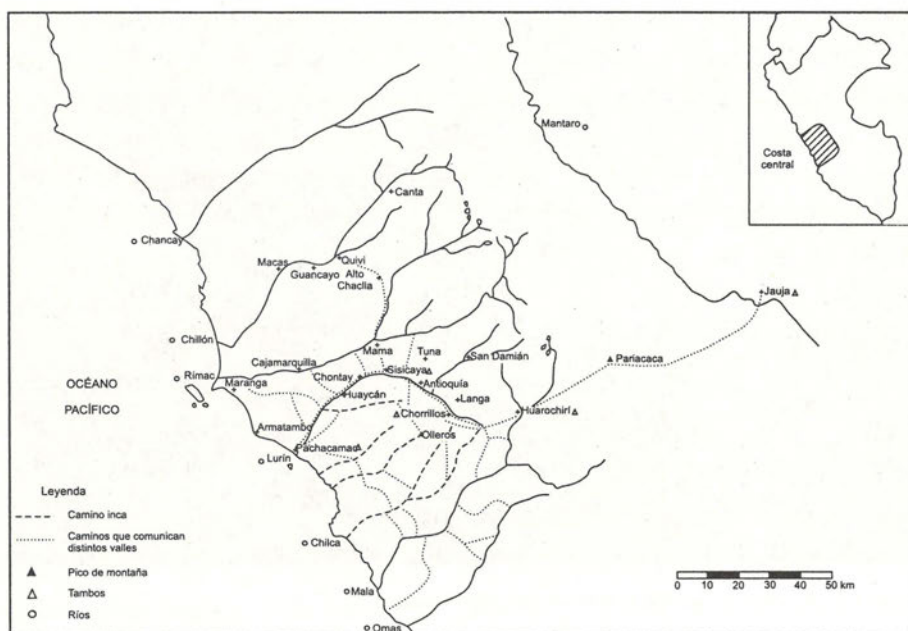 Mantaro
Costa
central
Canta
Chancay
Macas
Quivi
Guancayo
Alto
Chaclla
Jauja
Chillón
Mama
Tuna
San Damián
Pariacaca
Cajamarquilla
Sisicaya
Rímac
Maranga
Chontay
Antioquía
OCÉANO
PACÍFICO
Huaycán
Langa
Chorrillos
Huarochirí
Armatambo
Olleros
Pachacamac
Lurín
Leyenda
Camino inca
Caminos que comunican
distintos valles
Chilca
Pico de montaña
Tambos
Mala
Ríos
Omas
0 10 20 30 40 50 km